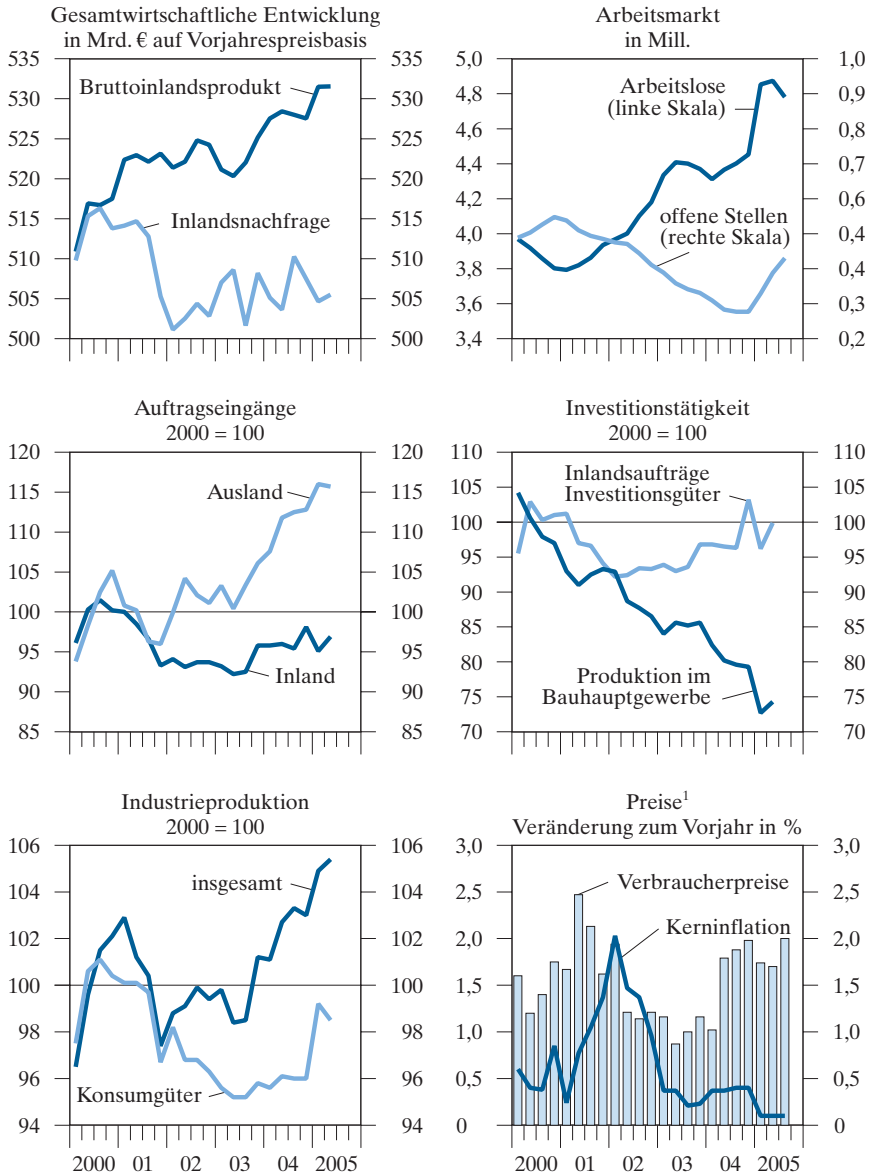 Gesamtwirtschaftliche Entwicklung
in Mrd. € auf Vorjahrespreisbasis
535 535
530 530
525 525
520 520
515 515
510 510
505 505
500 500
Bruttoinlandsprodukt
Inlandsnachfrage
Arbeitsmarkt
in Mill.
5,0 1,0
4,8 0,9
4,6 0,8
4,4 0,7
4,2 0,6
4,0 0,4
3,8 0,4
3,6 0,3
3,4 0,2
Arbeitslose
(linke Skala)
offene Stellen
(rechte Skala)
Auftragseingänge
2000 = 100
120 120
115 115
110 110
105 105
100 100
95 95
90 90
85 85
Ausland
Inland
Investitionstätigkeit
2000 = 100
110 110
105 105
100 100
95 95
90 90
85 85
80 80
75 75
70 70
Inlandsaufträge
Investitionsgüter
Produktion im
Bauhauptgewerbe
Industrieproduktion
2000 = 100
106 106
104 104
102 102
100 100
98 98
96 96
94 94
insgesamt
Konsumgüter
2000 01 02 03 04 2005
Preise¹
Veränderung zum Vorjahr in %
3,0 3,0
2,5 2,5
2,0 2,0
1,5 1,5
1,0 1,0
0,5 0,5
0 0
Verbraucherpreise
Kerninflation
2000 01 02 03 04 2005